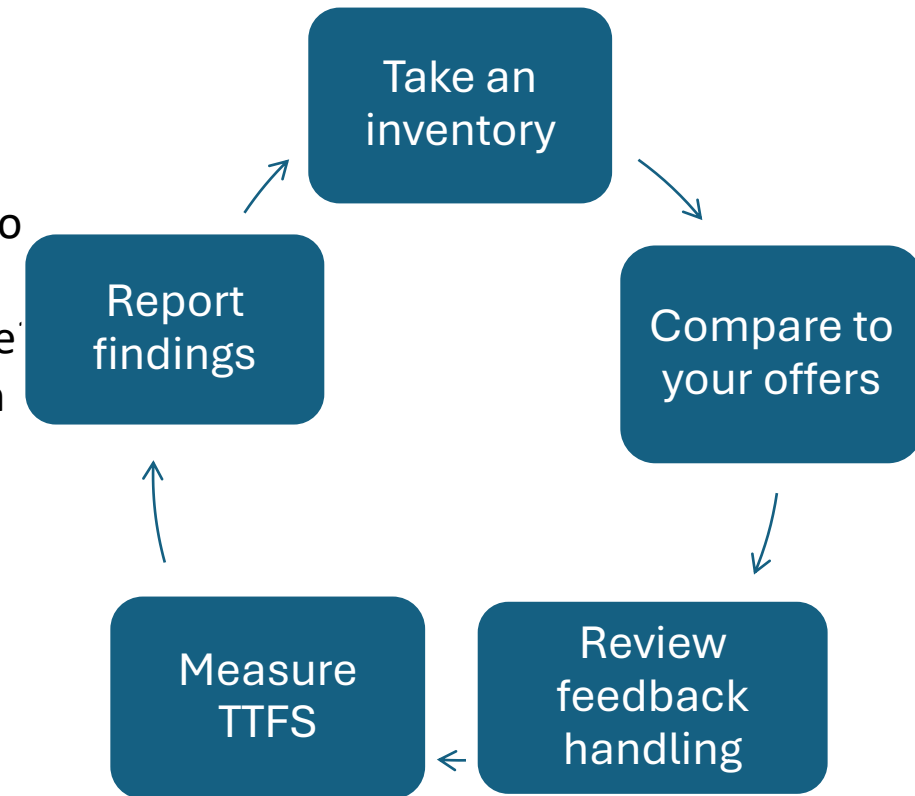 Take an
inventory
Compare to
your offers
Review
feedback
handling
Measure
TTFS
Report
findings